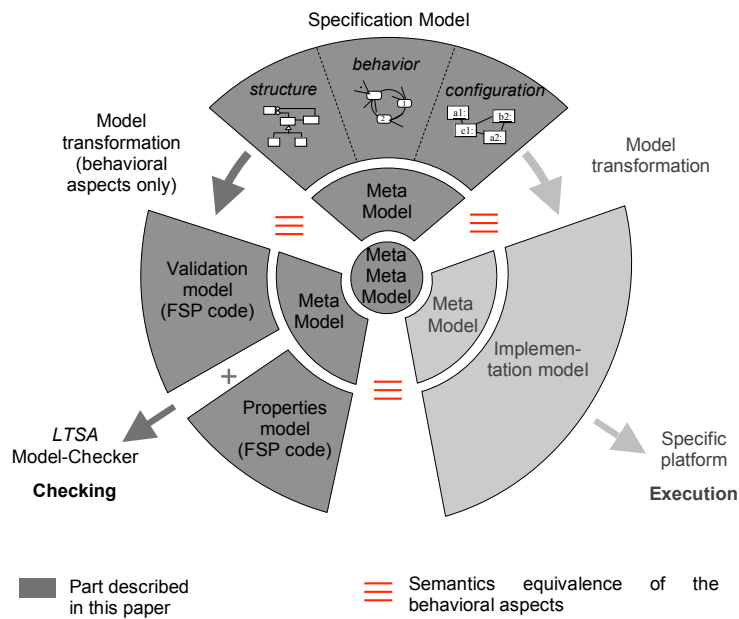 Specification Model
structure
behavior
configuration
2
a1:
b2:
c1:
a2:
Model
transformation
(behavioral
aspects only)
Model
transformation
Meta
Model
Meta
Meta
Model
Validation
model
(FSP code)
Meta
Model
Meta
Model
Implemen-
tation model
+
Properties
model
(FSP code)
LTSA
Model-Checker
Checking
Specific
platform
Execution
Part described
in this paper
Semantics equivalence of the
behavioral aspects